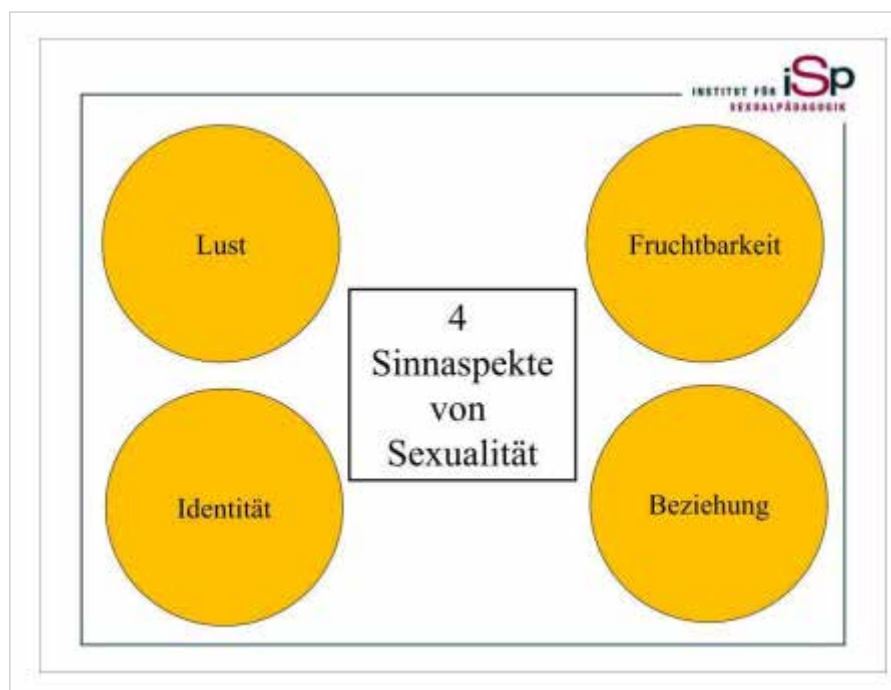 INSTITUT FÜR iSp
SEXUALPÄDAGOGIK
Lust
Fruchtbarkeit
4
Sinnaspekte
von
Sexualität
Identität
Beziehung